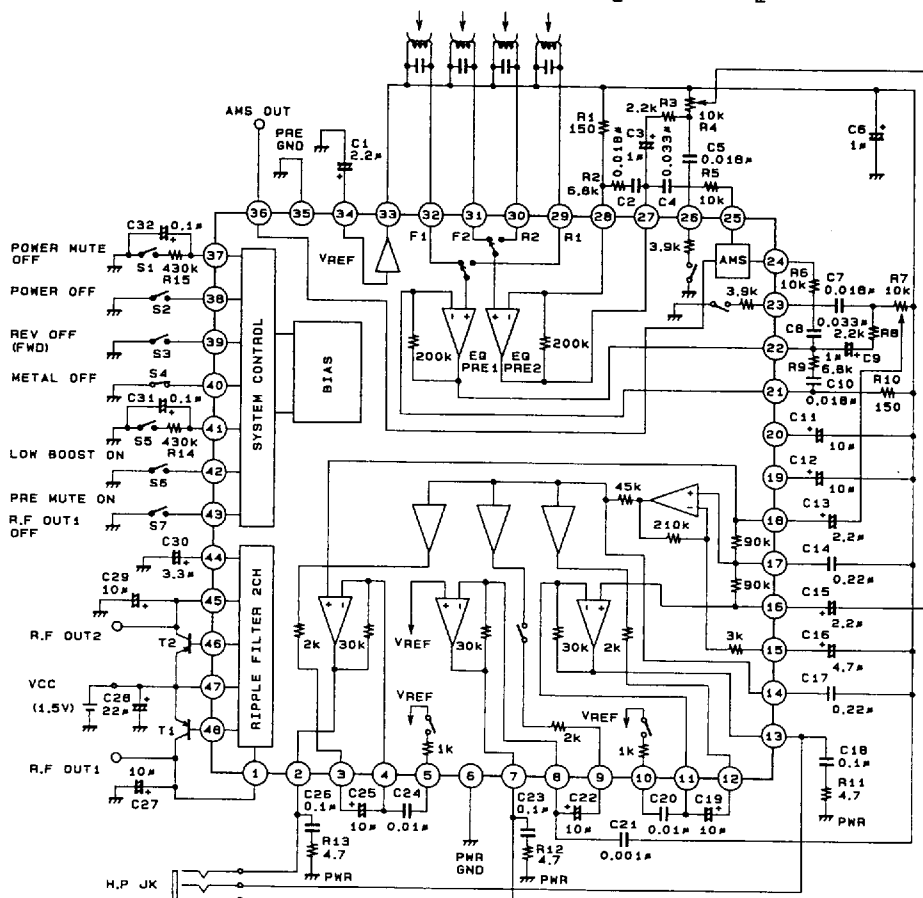 AMS OUT
PRE
GND
C1
2.2μ
R1
150
0.018μ
2.2k
R3
C3
1μ
0.033μ
10k
R4
C5
0.018μ
R5
10k
C6
1μ
R2
6.8k
C2
C4
36
35
34
33
32
31
30
29
28
27
26
25
VREF
F1
F2
R2
R1
3.9k
AMS
24
C32
0.1μ
POWER MUTE
OFF
S1
430k
R15
37
POWER OFF
S2
38
REV OFF
(FWD)
S3
39
METAL OFF
S4
40
C31
0.1μ
S5
430k
R14
41
LOW BOOST ON
S6
42
PRE MUTE ON
R.F OUT1
OFF
S7
43
SYSTEM CONTROL
BIAS
200k
+
-
-
+
EQ
PRE1
EQ
PRE2
200k
3.9k
23
22
21
20
19
R6
10k
C7
0.018μ
R7
10k
C8
0.033μ
2.2k
R8
1μ
C9
R9
6.8k
C10
0.018μ
R10
150
C11
10μ
C12
10μ
C13
2.2μ
18
17
C14
0.22μ
16
C15
2.2μ
15
C16
4.7μ
14
C17
0.22μ
13
45k
210k
90k
90k
3k
C30
3.3μ
44
C29
10μ
45
R.F OUT2
T2
46
VCC
(1.5V)
C28
22μ
47
T1
48
R.F OUT1
10μ
C27
RIPPLE FILTER 2CH
2k
30k
VREF
30k
30k
2k
VREF
1k
VREF
1k
2k
1
2
3
4
5
6
7
8
9
10
11
12
C26
0.1μ
C25
10μ
C24
0.01μ
R13
4.7
PWR
PWR
GND
C23
0.1μ
R12
4.7
PWR
C22
10μ
C21
0.001μ
C20
0.01μ
C19
10μ
C18
0.1μ
R11
4.7
PWR
H.P JK